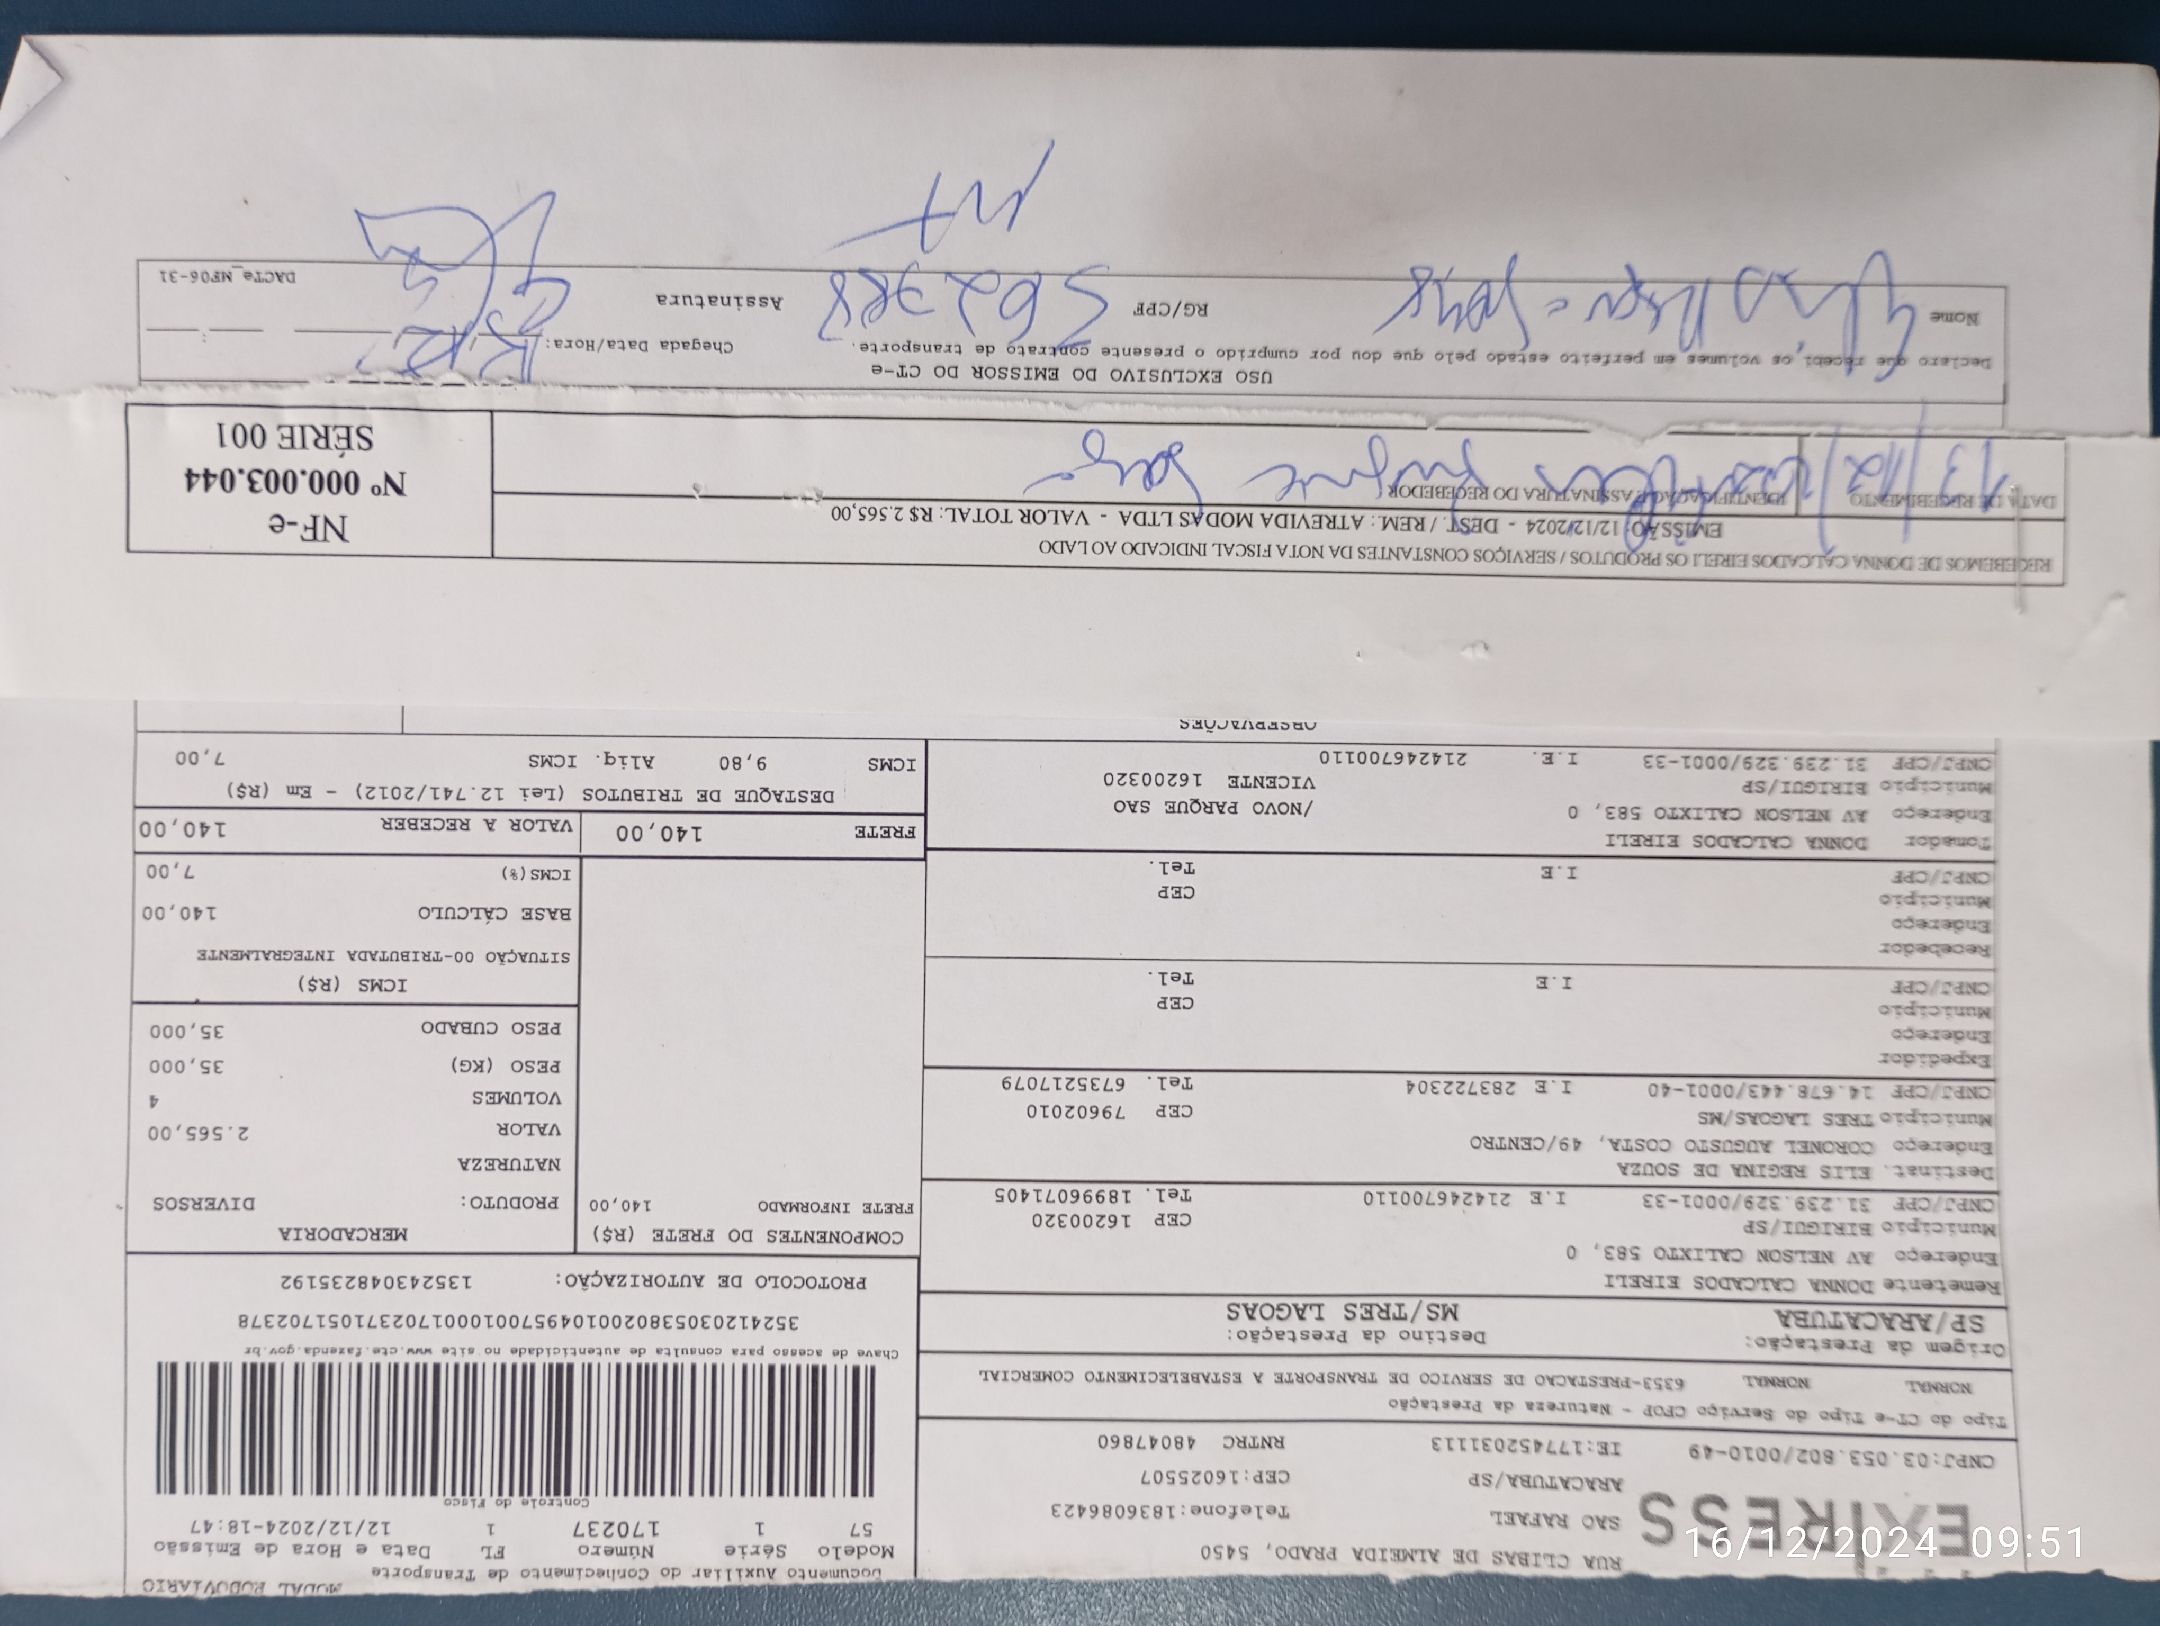 MODAL RODOVIARIO
Documento Auxiliar do Conhecimento de Transporte
Modelo Série Número FL Data e Hora de Emissão
57 1 170237 1 12/12/2024-18:47
Controle do Fisco
RUA CLIBAS DE ALMEIDA PRADO, 5450
SAO RAFAEL Telefone:1836086423
ARACATUBA/SP CEP:16025507
CNPJ:03.053.802/0010-49 IE:177452031113 RNTRC 48047860
Tipo do CT-e Tipo do Serviço CFOP - Natureza da Prestação
NORMAL NORMAL 6353-PRESTACAO DE SERVICO DE TRANSPORTE A ESTABELECIMENTO COMERCIAL
Chave de acesso para consulta de autenticidade no site www.cte.fazenda.gov.br
35241203053802001049570010001702371051702378
PROTOCOLO DE AUTORIZAÇÃO: 135243048235192
Origem da Prestação: Destino da Prestação:
SP/ARACATUBA MS/TRES LAGOAS
Remetente DONNA CALCADOS EIRELI
Endereço AV NELSON CALIXTO 583, 0
Município BIRIGUI/SP CEP 16200320
CNPJ/CPF 31.239.329/0001-33 I.E 214246700110 Tel. 18996071405
Destinat. ELIS REGINA DE SOUZA
Endereço CORONEL AUGUSTO COSTA, 49/CENTRO
Município TRES LAGOAS/MS CEP 79602010
CNPJ/CPF 14.678.443/0001-40 I.E 283722304 Tel. 6735217079
Expedidor
Endereço
Município CEP
CNPJ/CPF I.E Tel.
Recebedor
Endereço
Município CEP
CNPJ/CPF I.E Tel.
Tomador DONNA CALCADOS EIRELI
Endereço AV NELSON CALIXTO 583, 0 /NOVO PARQUE SAO
Município BIRIGUI/SP VICENTE 16200320
CNPJ/CPF 31.239.329/0001-33 I.E. 214246700110
COMPONENTES DO FRETE (R$)
FRETE INFORMADO 140,00
MERCADORIA
PRODUTO: DIVERSOS
NATUREZA
VALOR 2.565,00
VOLUMES 4
PESO (KG) 35,000
PESO CUBADO 35,000
ICMS (R$)
SITUAÇÃO 00-TRIBUTADA INTEGRALMENTE
BASE CÁLCULO 140,00
ICMS(%) 7,00
FRETE 140,00 VALOR A RECEBER 140,00
DESTAQUE DE TRIBUTOS (Lei 12.741/2012) - Em (R$)
ICMS 9,80 Aliq. ICMS 7,00
OBSERVAÇÕES
RECEBEMOS DE DONNA CALCADOS EIRELI OS PRODUTOS / SERVIÇOS CONSTANTES DA NOTA FISCAL INDICADO AO LADO
EMISSÃO: 12/12/2024 - DEST. / REM.: ATREVIDA MODAS LTDA - VALOR TOTAL: R$ 2.565,00
DATA DE RECEBIMENTO IDENTIFICAÇÃO E ASSINATURA DO RECEBEDOR
13/12/
NF-e
Nº 000.003.044
SÉRIE 001
USO EXCLUSIVO DO EMISSOR DO CT-e
Declaro que recebi os volumes em perfeito estado pelo que dou por cumprido o presente contrato de transporte.
Chegada Data/Hora:
Nome RG/CPF 562788 Assinatura
DACTe_MF06-31
16/12/2024 09:51